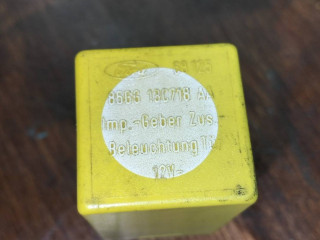 86GG 13C718 AA
Imp.-Geber Zus.
Beleuchtung
12V-